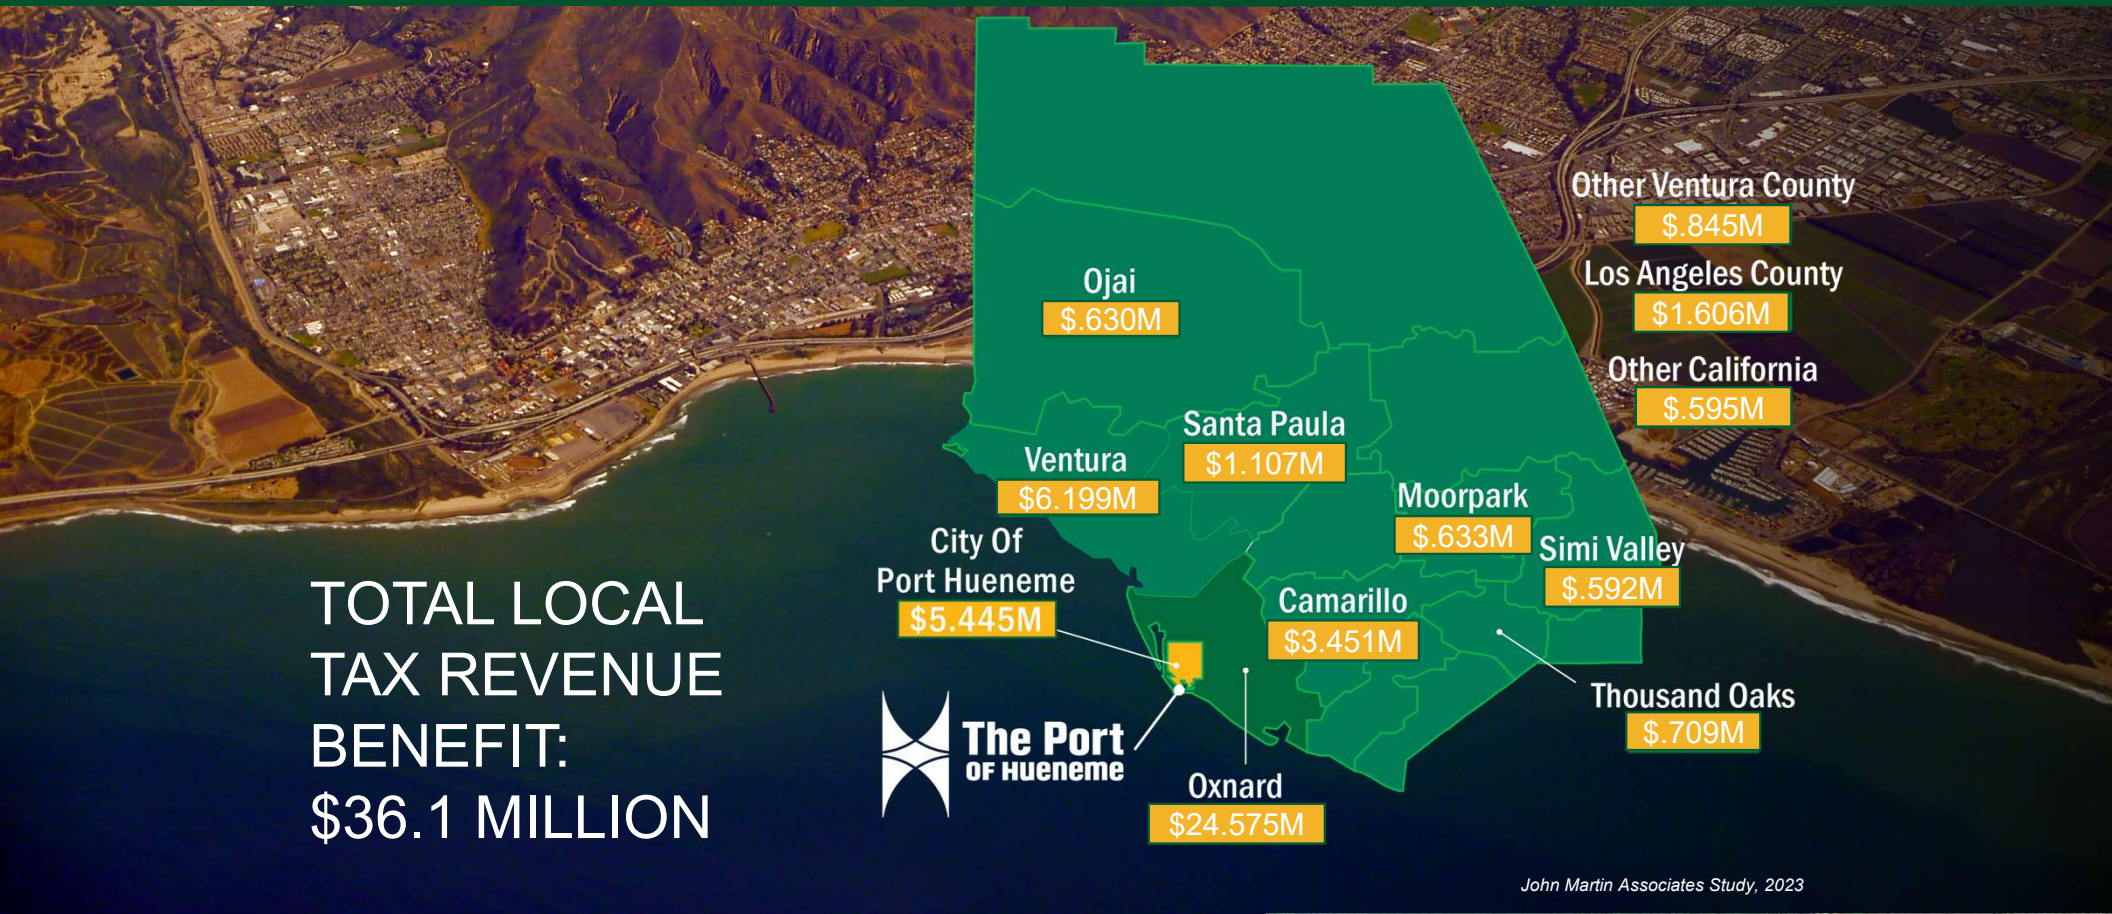 Other Ventura County
$.845M
Los Angeles County
$1.606M
Other California
$.595M
Ojai
$.630M
Santa Paula
$1.107M
Ventura
$6.199M
Moorpark
$.633M
Simi Valley
$.592M
City Of
Port Hueneme
$5.445M
Camarillo
$3.451M
Thousand Oaks
$.709M
The Port
OF HUENEME
Oxnard
$24.575M
TOTAL LOCAL
TAX REVENUE
BENEFIT:
$36.1 MILLION
John Martin Associates Study, 2023